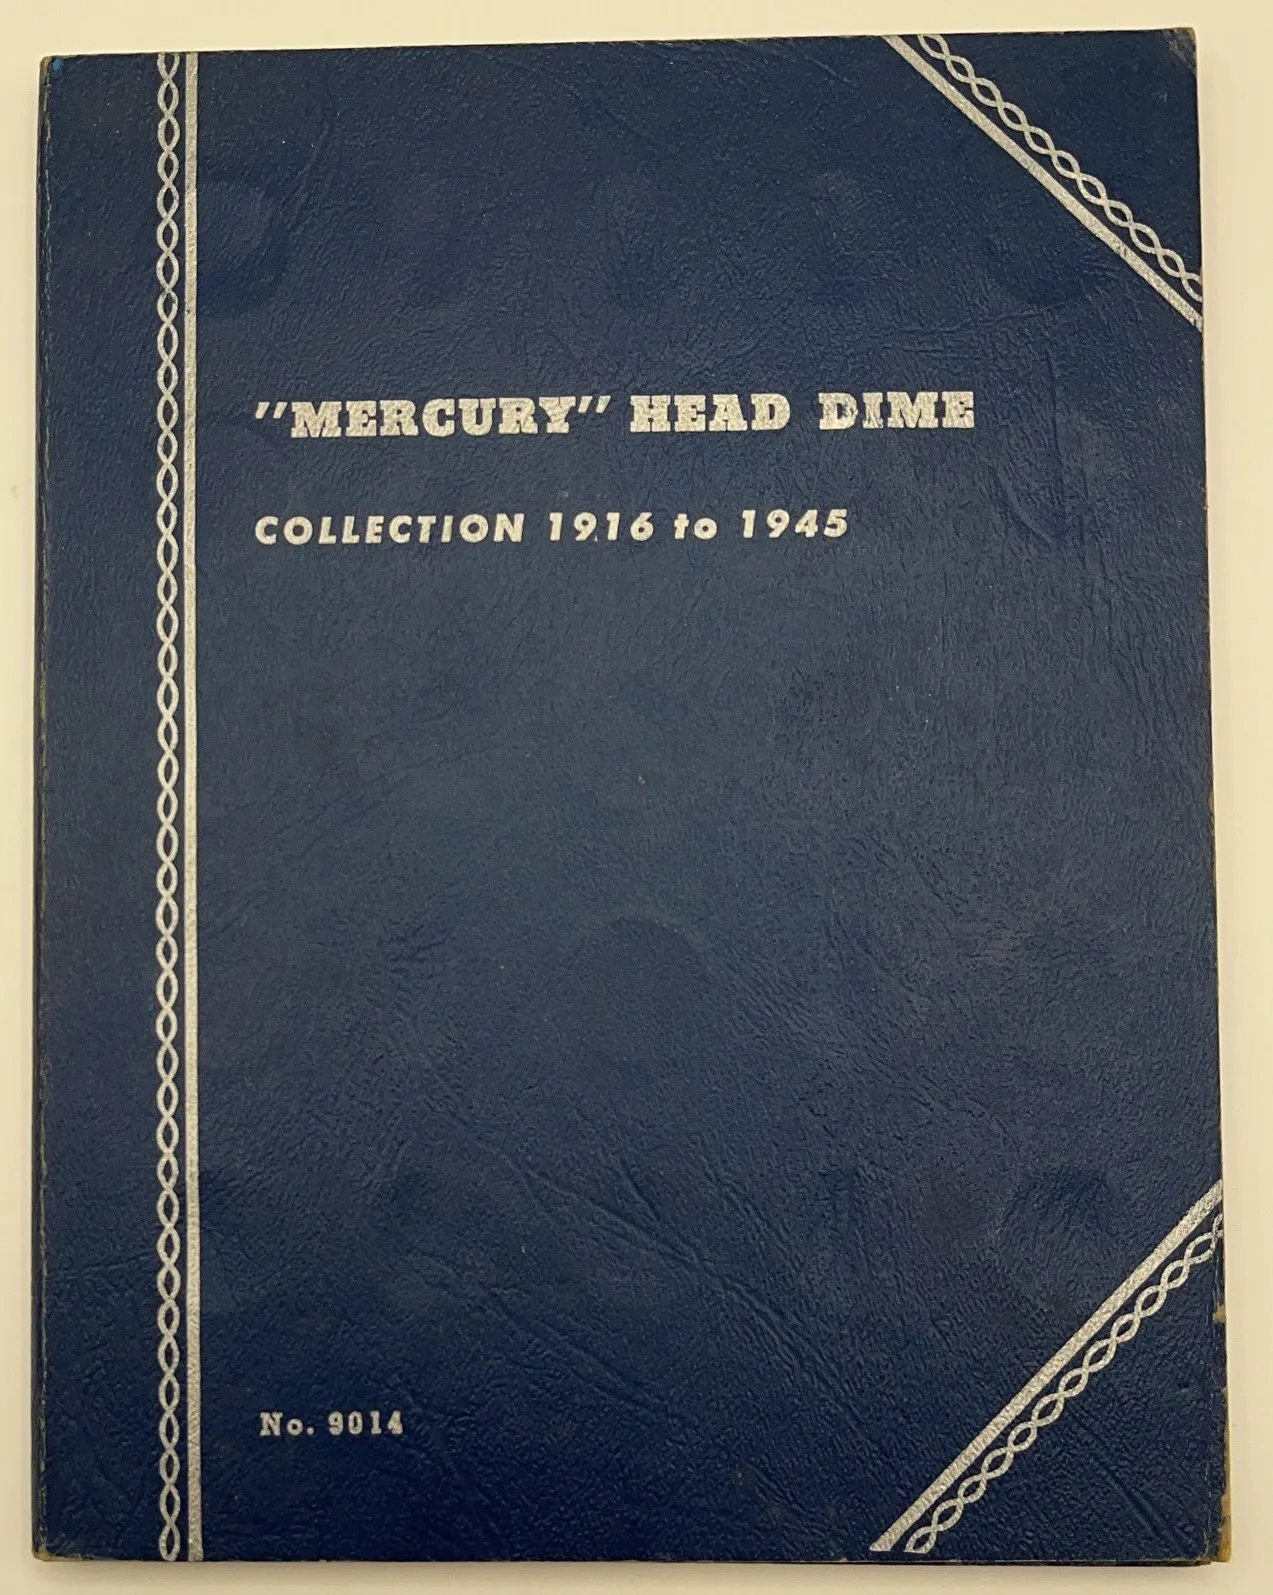 "MERCURY" HEAD DIME
COLLECTION 1916 to 1945
No. 9014